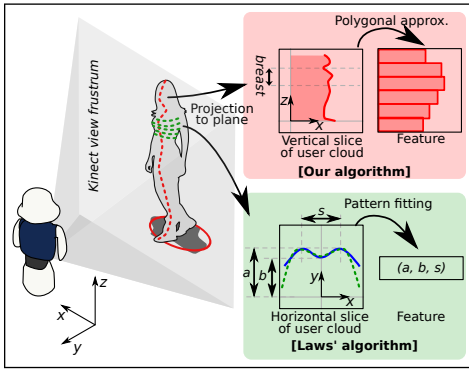 Kinect view frustrum
Projection
to plane
z
x
y
Polygonal approx.
breast
z
x
Vertical slice
of user cloud
Feature
[Our algorithm]
Pattern fitting
s
a
b
y
x
(a, b, s)
Horizontal slice
of user cloud
Feature
[Laws' algorithm]